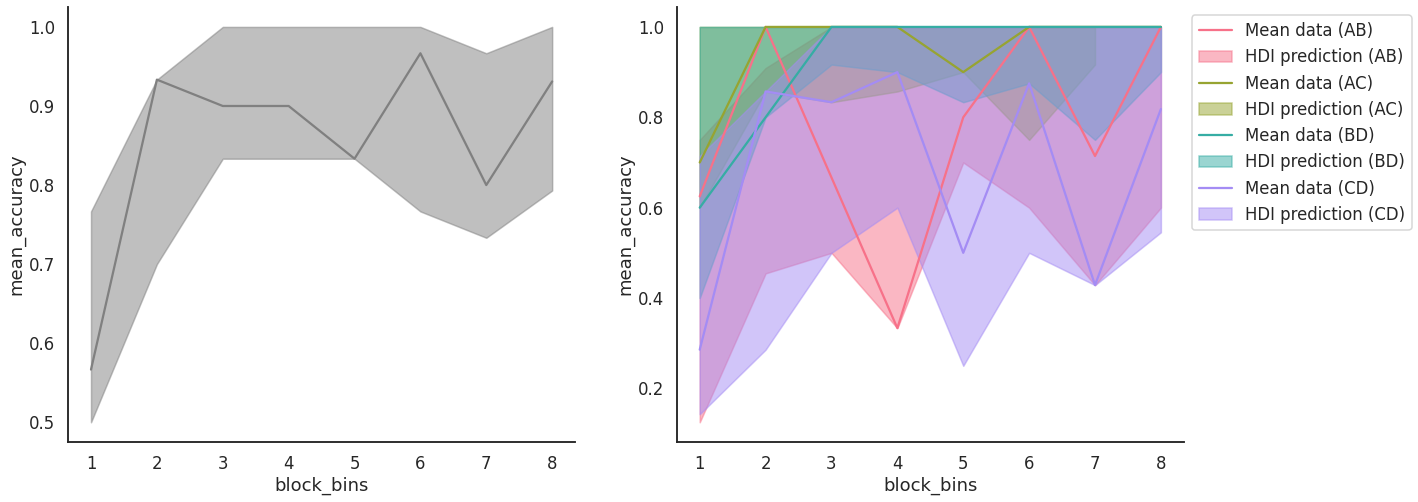 1.0
0.9
0.8
0.7
0.6
0.5
mean_accuracy
1 2 3 4 5 6 7 8
block_bins
1.0
0.8
0.6
0.4
0.2
mean_accuracy
1 2 3 4 5 6 7 8
block_bins
Mean data (AB)
HDI prediction (AB)
Mean data (AC)
HDI prediction (AC)
Mean data (BD)
HDI prediction (BD)
Mean data (CD)
HDI prediction (CD)